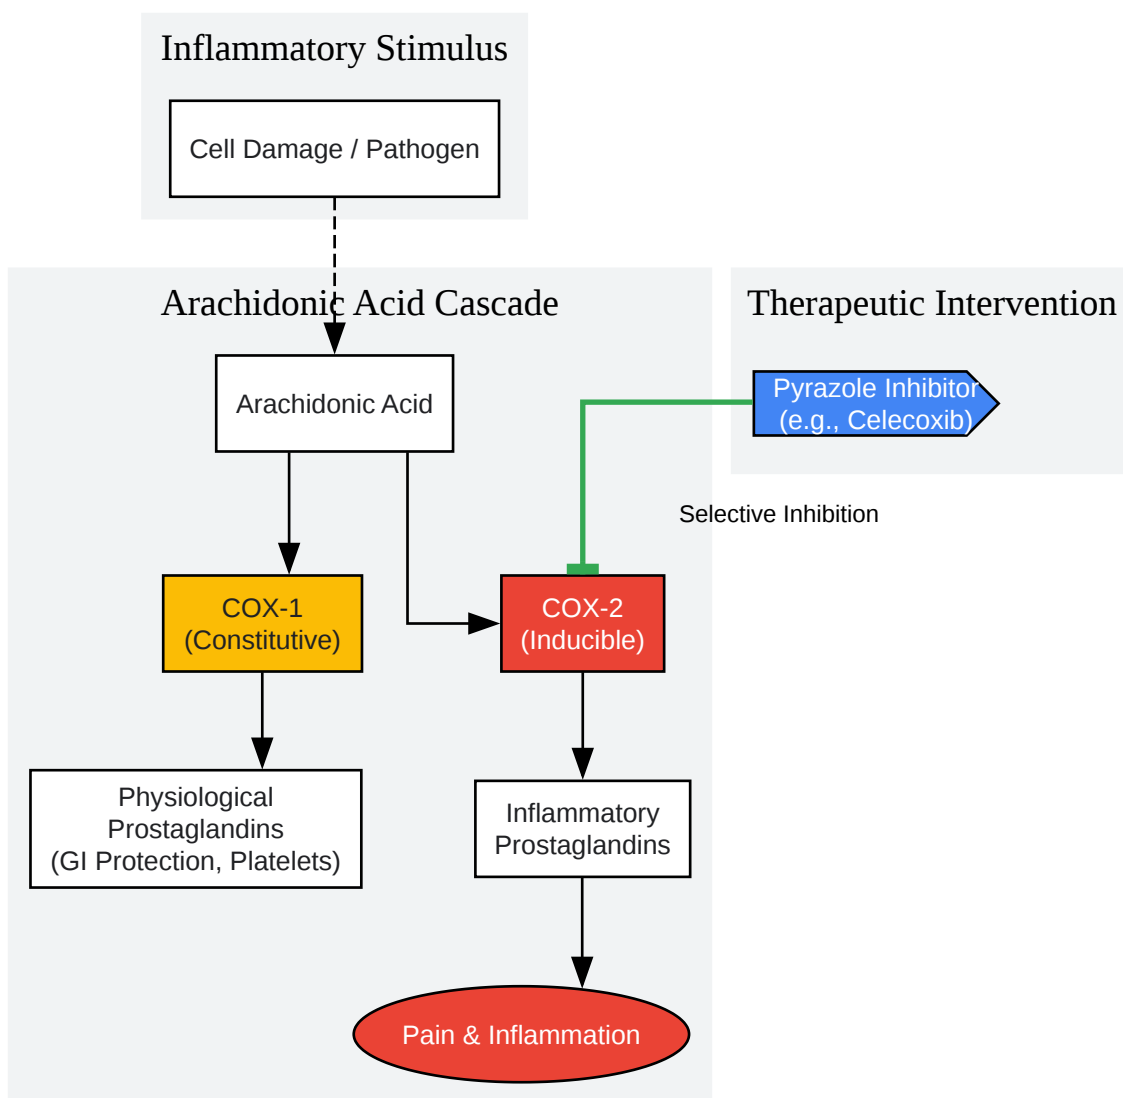 Inflammatory Stimulus
Cell Damage / Pathogen
Arachidonic Acid Cascade
Therapeutic Intervention
Arachidonic Acid
Pyrazole Inhibitor
(e.g., Celecoxib)
Selective Inhibition
COX-1
(Constitutive)
COX-2
(Inducible)
Physiological
Prostaglandins
(GI Protection, Platelets)
Inflammatory
Prostaglandins
Pain & Inflammation